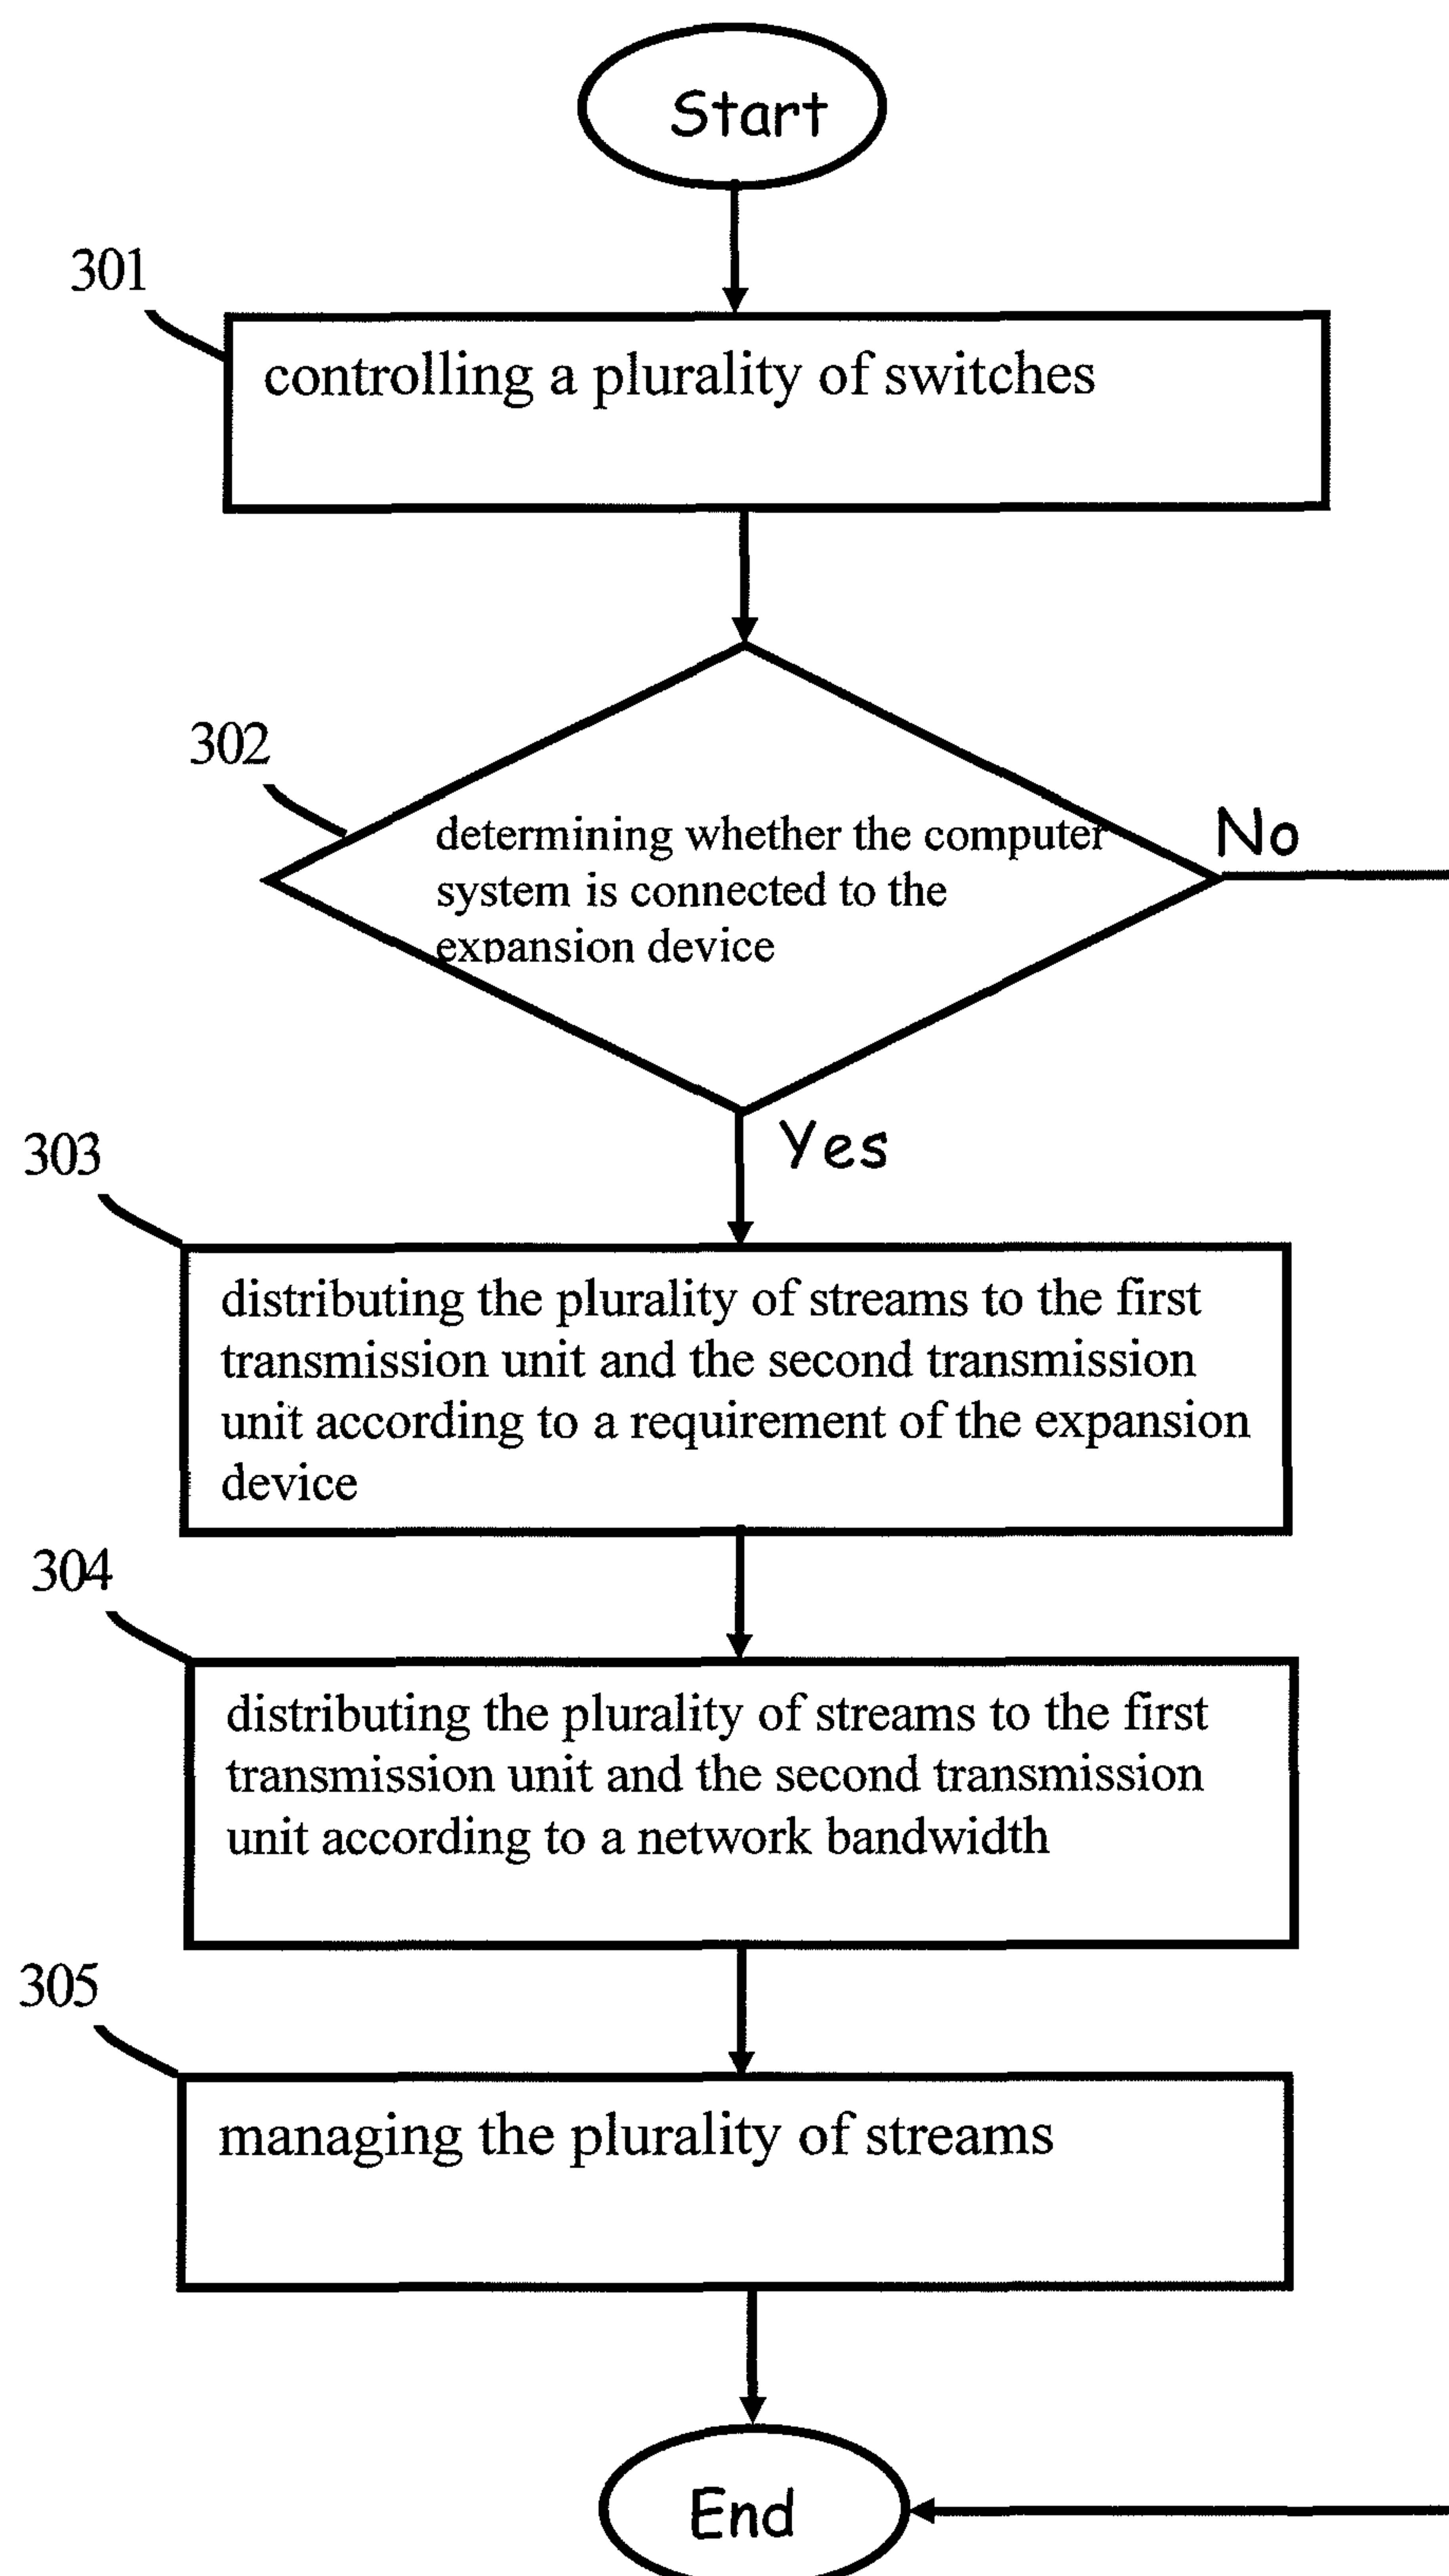 Start
301
controlling a plurality of switches
302
determining whether the computer
system is connected to the
expansion device
No
Yes
303
distributing the plurality of streams to the first
transmission unit and the second transmission
unit according to a requirement of the expansion
device
304
distributing the plurality of streams to the first
transmission unit and the second transmission
unit according to a network bandwidth
305
managing the plurality of streams
End